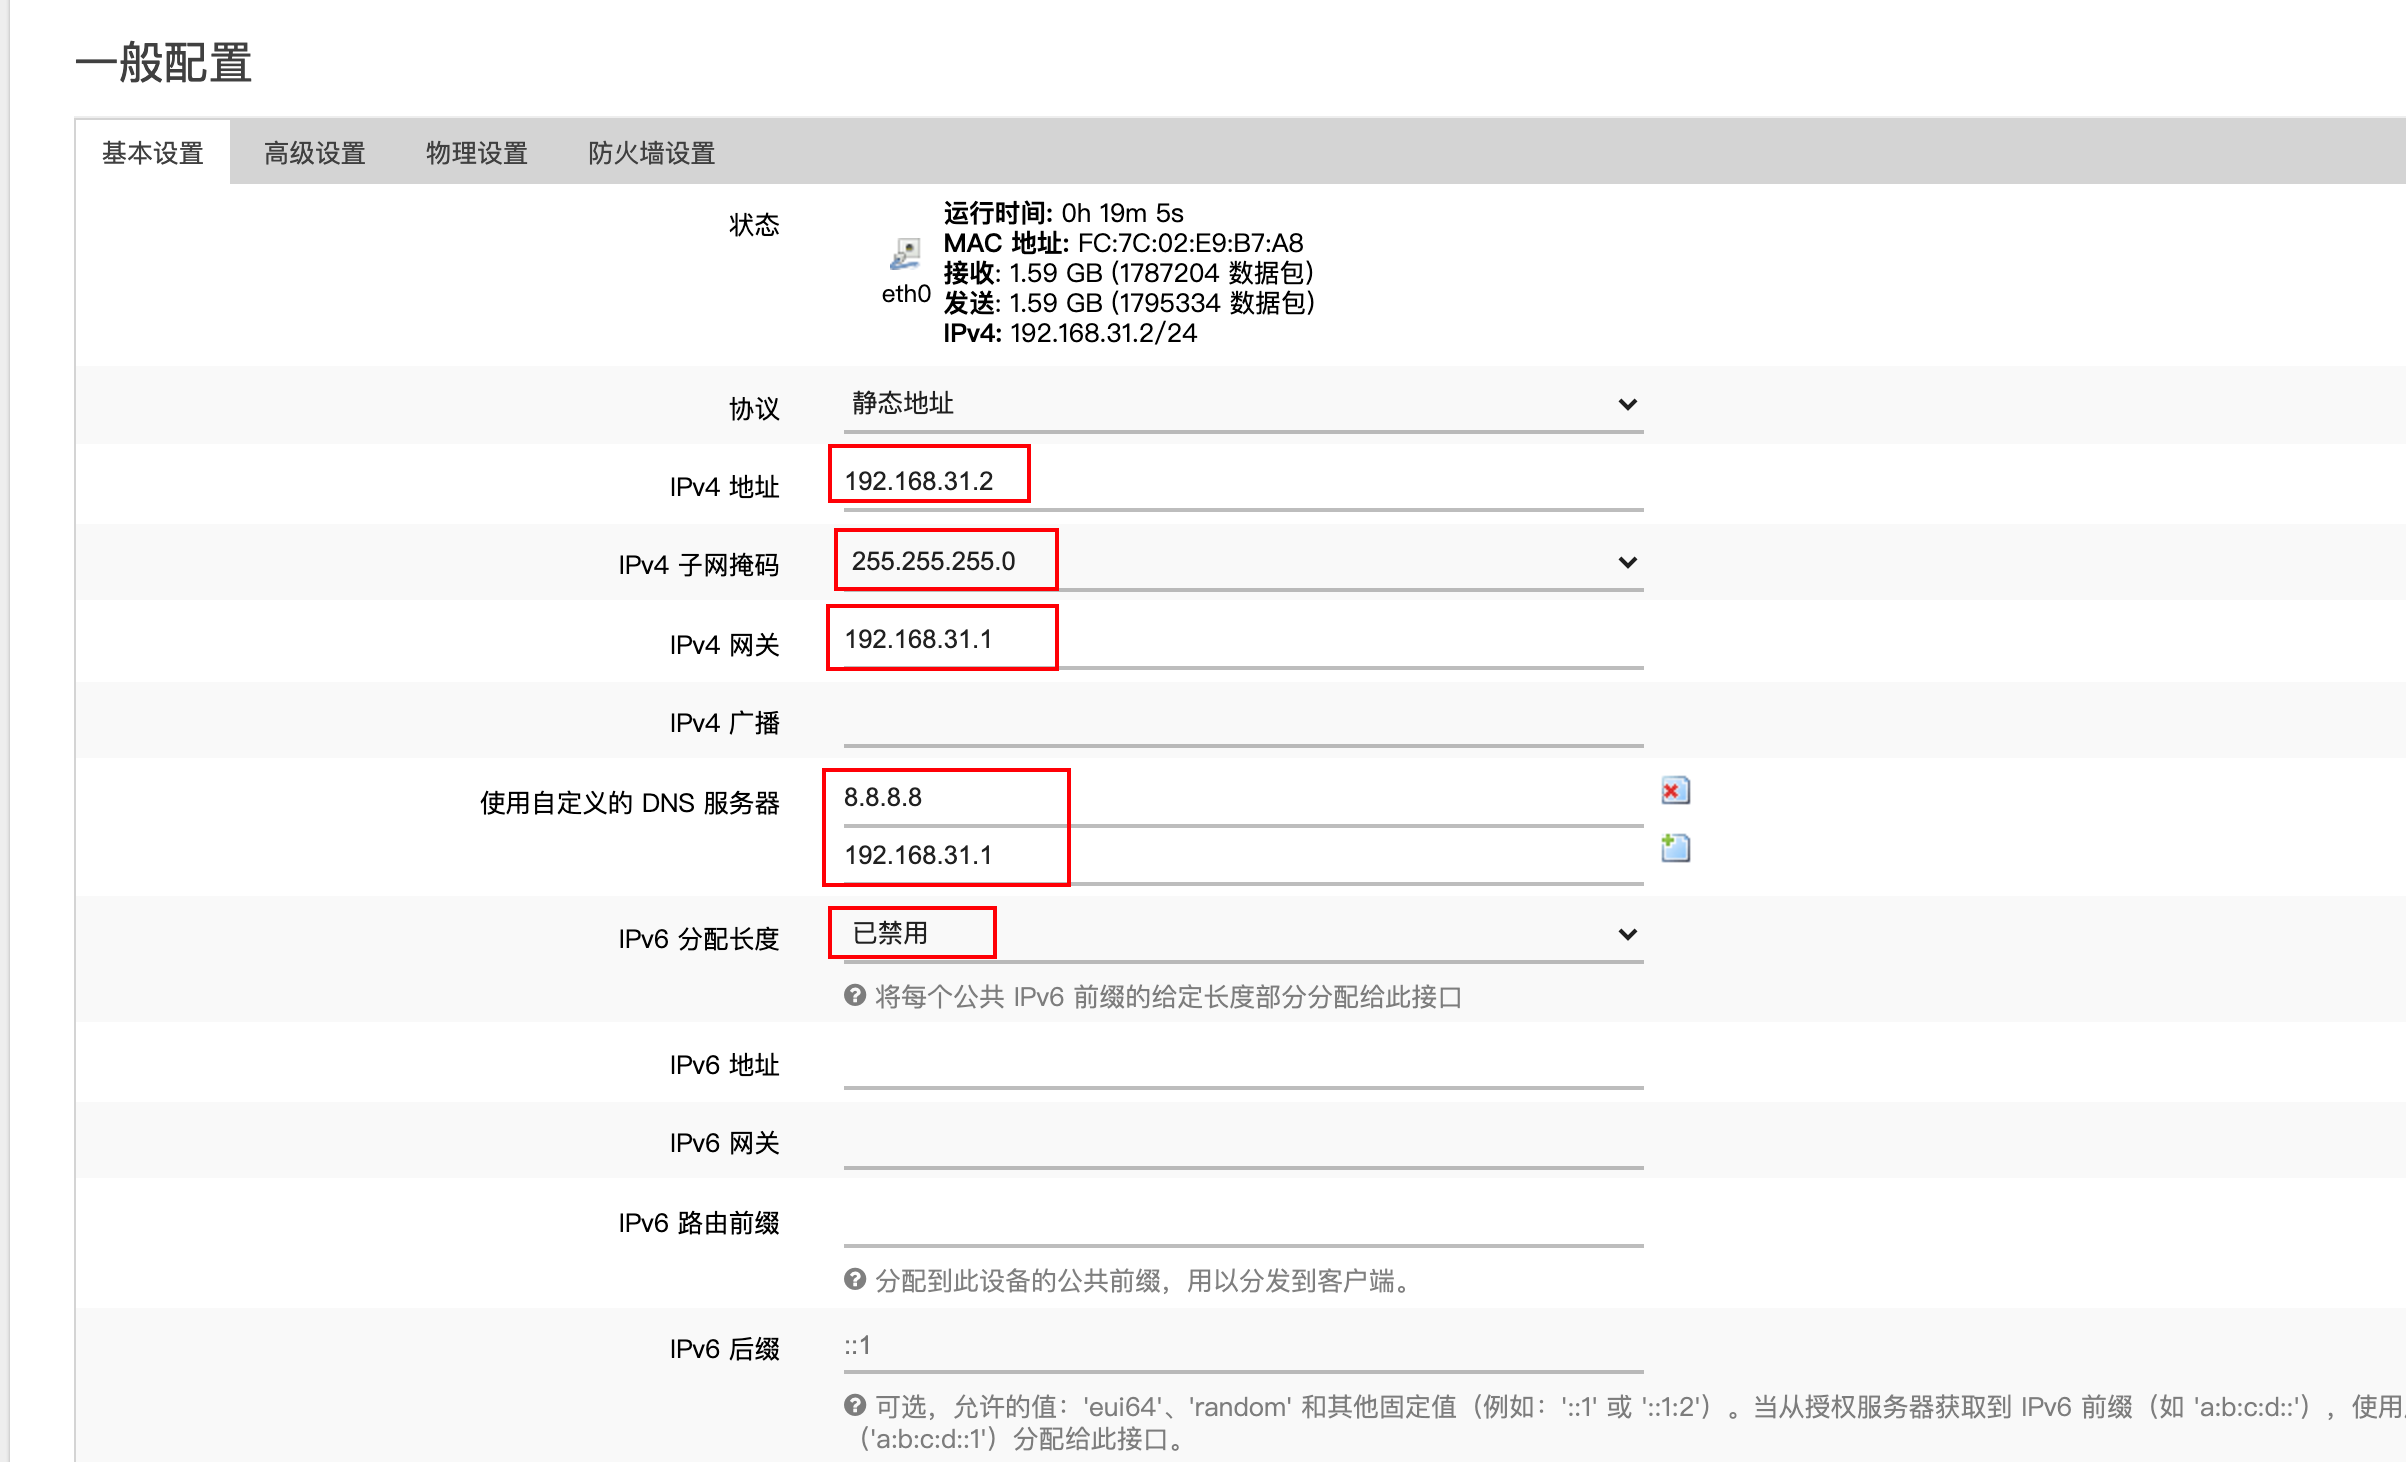 一般配置
基本设置 高级设置 物理设置 防火墙设置
状态
eth0
运行时间: 0h 19m 5s
MAC 地址: FC:7C:02:E9:B7:A8
接收: 1.59 GB (1787204 数据包)
发送: 1.59 GB (1795334 数据包)
IPv4: 192.168.31.2/24
协议 静态地址
IPv4 地址 192.168.31.2
IPv4 子网掩码 255.255.255.0
IPv4 网关 192.168.31.1
IPv4 广播
使用自定义的 DNS 服务器 8.8.8.8
192.168.31.1
IPv6 分配长度 已禁用
将每个公共 IPv6 前缀的给定长度部分分配给此接口
IPv6 地址
IPv6 网关
IPv6 路由前缀
分配到此设备的公共前缀，用以分发到客户端。
IPv6 后缀 ::1
可选，允许的值：'eui64'、'random' 和其他固定值（例如：'::1' 或 '::1:2'）。当从授权服务器获取到 IPv6 前缀（如 'a:b:c:d::'），使用
（'a:b:c:d::1'）分配给此接口。